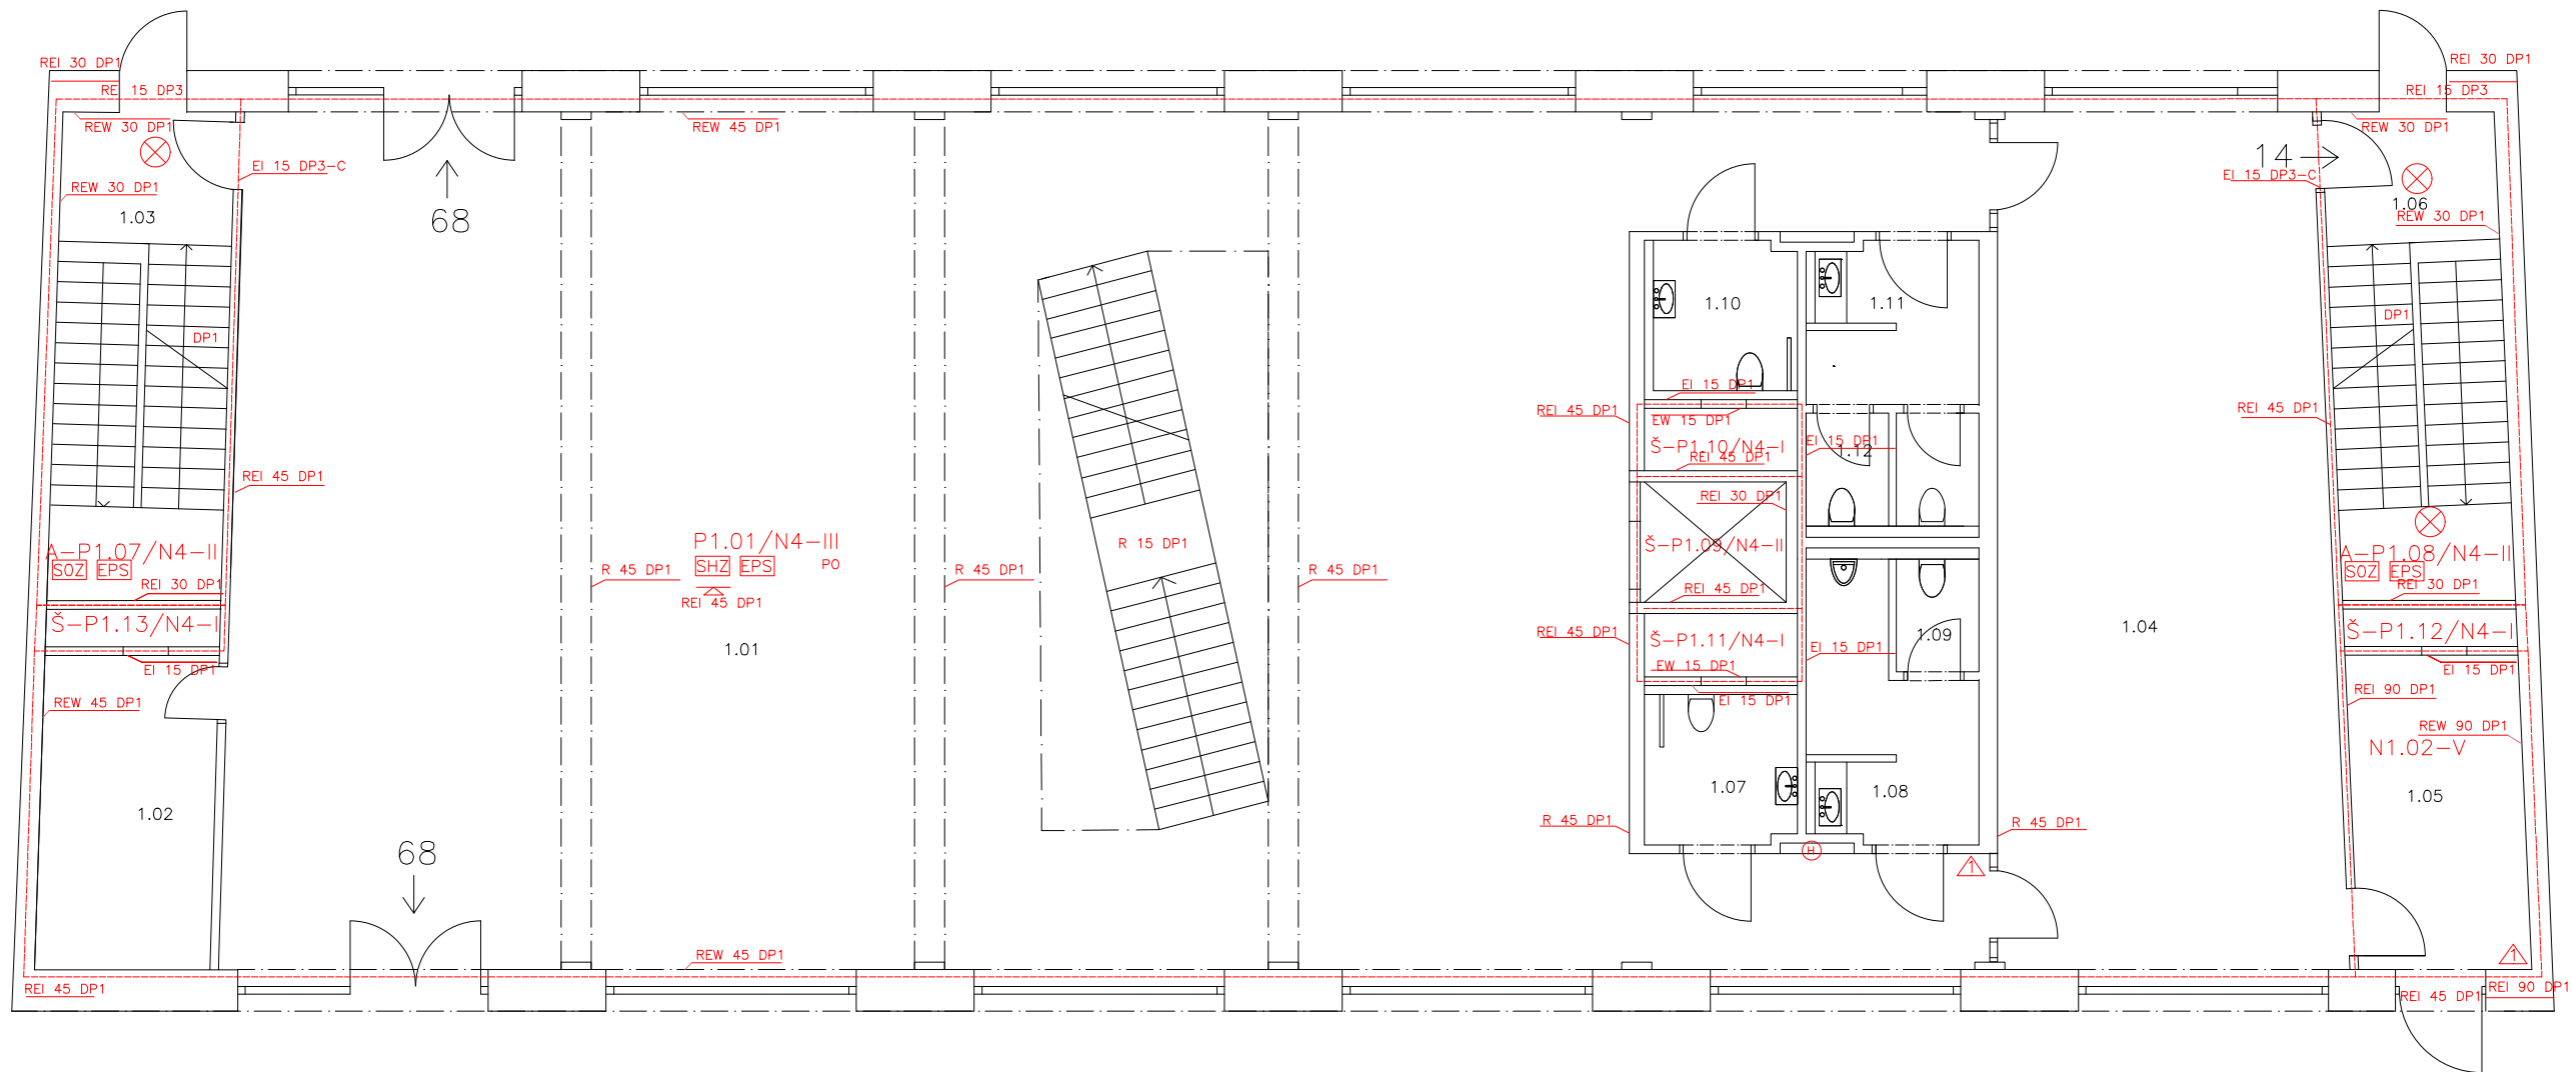 REI 30 DP1
REI 30 DP1
REI 15 DP3
REI 15 DP3
REW 30 DP1
REW 45 DP1
REW 30 DP1
EI 15 DP3-C
14
EI 15 DP3-C
REW 30 DP1
1.03
68
1.06
REW 30 DP1
1.10
1.11
DP1
DP1
EI 15 DP1
REI 45 DP1
EW 15 DP1
REI 45 DP1
Š-P1.10/N4-I
EI 15 DP1
1.12
REI 45 DP1
REI 45 DP1
REI 30 DP1
A-P1.07/N4-II
SOZ EPS
P1.01/N4-III
SHZ EPS PO
R 15 DP1
Š-P1.09/N4-II
A-P1.08/N4-II
SOZ EPS
R 45 DP1
R 45 DP1
R 45 DP1
REI 30 DP1
REI 45 DP1
REI 45 DP1
REI 30 DP1
Š-P1.13/N4-I
1.01
REI 45 DP1
Š-P1.11/N4-I
1.09
1.04
Š-P1.12/N4-I
EI 15 DP1
EI 15 DP1
EW 15 DP1
EI 15 DP1
REW 45 DP1
EI 15 DP1
REI 90 DP1
REW 90 DP1
N1.02-V
1.02
1.07
1.08
1.05
R 45 DP1
R 45 DP1
68
H
1
1
REW 45 DP1
REI 45 DP1
REI 45 DP1
REI 90 DP1